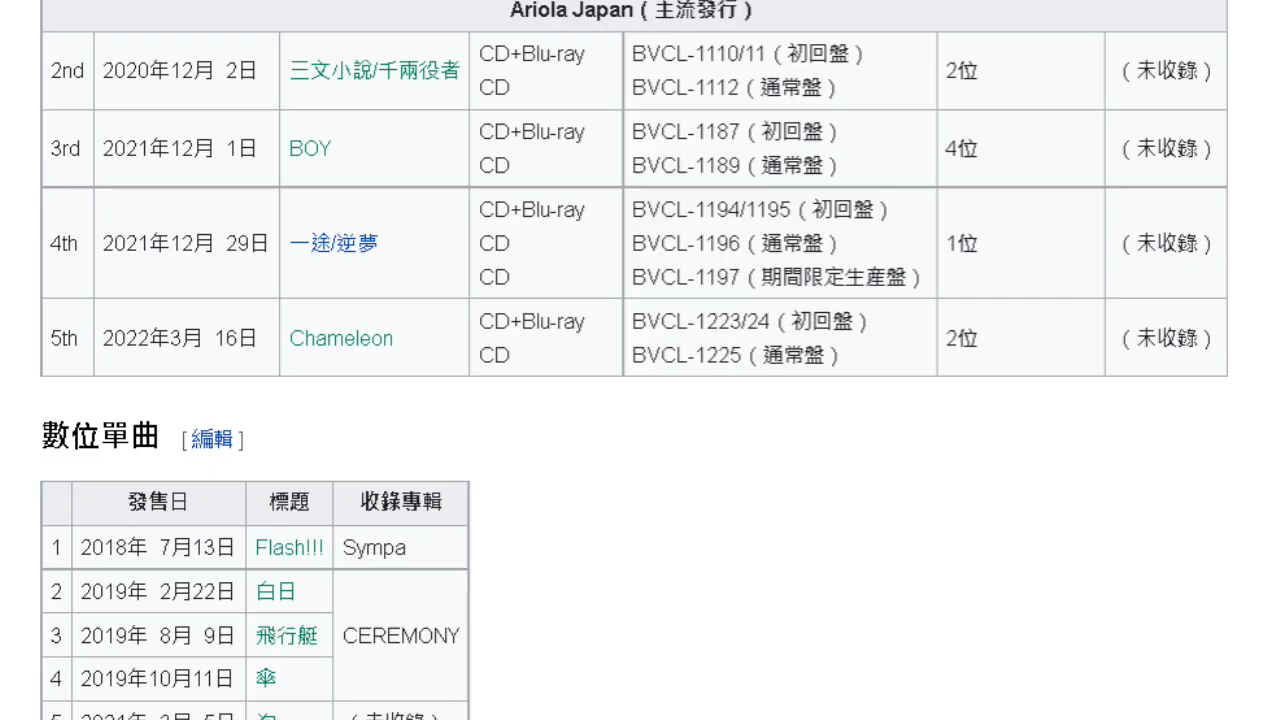 Ariola Japan（主流發行）
2nd 2020年12月 2日 三文小說/千兩役者 CD+Blu-ray BVCL-1110/11（初回盤） 2位 （未收錄）
CD BVCL-1112（通常盤）
3rd 2021年12月 1日 BOY CD+Blu-ray BVCL-1187（初回盤） 4位 （未收錄）
CD BVCL-1189（通常盤）
4th 2021年12月 29日 一途/逆夢 CD+Blu-ray BVCL-1194/1195（初回盤） 1位 （未收錄）
CD BVCL-1196（通常盤）
CD BVCL-1197（期間限定生産盤）
5th 2022年3月 16日 Chameleon CD+Blu-ray BVCL-1223/24（初回盤） 2位 （未收錄）
CD BVCL-1225（通常盤）
數位單曲 [編輯]
發售日 標題 收錄專輯
1 2018年 7月13日 Flash!!! Sympa
2 2019年 2月22日 白日
3 2019年 8月 9日 飛行艇 CEREMONY
4 2019年10月11日 傘